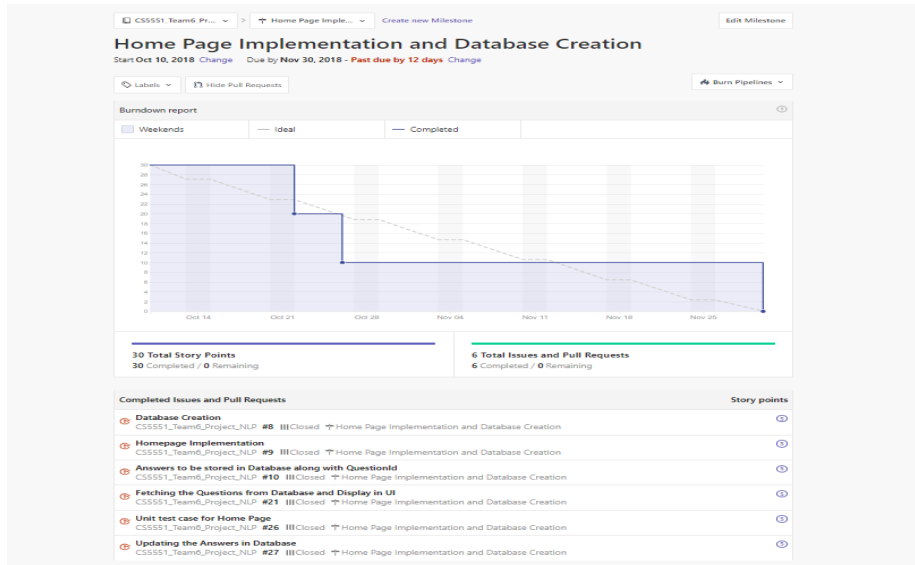 CS5551_Team6_Pr... > Home Page Imple... Create new Milestone Edit Milestone
Home Page Implementation and Database Creation
Start Oct 10, 2018 Change Due by Nov 30, 2018 - Past due by 12 days Change
Labels Hide Pull Requests Burn Pipelines
Burndown report
Weekends Ideal Completed
30
28
26
24
22
20
18
16
14
12
10
8
6
4
2
0
Oct 14 Oct 21 Oct 28 Nov 04 Nov 11 Nov 18 Nov 25
30 Total Story Points 6 Total Issues and Pull Requests
30 Completed / 0 Remaining 6 Completed / 0 Remaining
Completed Issues and Pull Requests Story points
Database Creation 5
CS5551_Team6_Project_NLP #8 Closed Home Page Implementation and Database Creation
Homepage Implementation 5
CS5551_Team6_Project_NLP #9 Closed Home Page Implementation and Database Creation
Answers to be stored in Database along with QuestionId 5
CS5551_Team6_Project_NLP #10 Closed Home Page Implementation and Database Creation
Fetching the Questions from Database and Display in UI 5
CS5551_Team6_Project_NLP #21 Closed Home Page Implementation and Database Creation
Unit test case for Home Page 5
CS5551_Team6_Project_NLP #26 Closed Home Page Implementation and Database Creation
Updating the Answers in Database 5
CS5551_Team6_Project_NLP #27 Closed Home Page Implementation and Database Creation